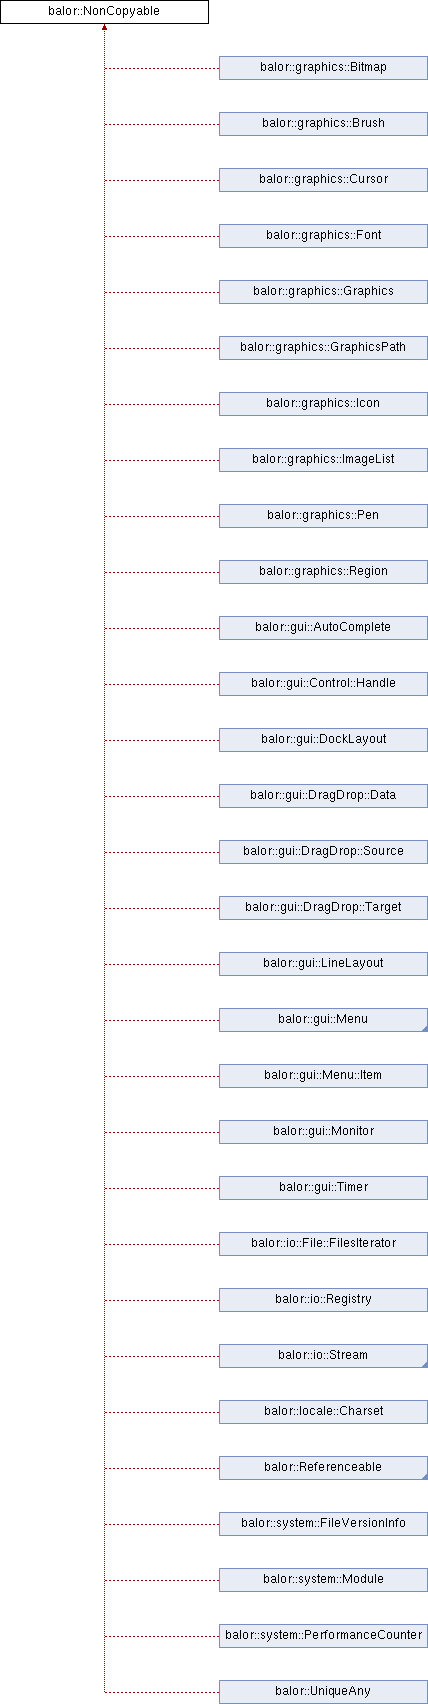 balor::NonCopyable
balor::graphics::Bitmap
balor::graphics::Brush
balor::graphics::Cursor
balor::graphics::Font
balor::graphics::Graphics
balor::graphics::GraphicsPath
balor::graphics::Icon
balor::graphics::ImageList
balor::graphics::Pen
balor::graphics::Region
balor::gui::AutoComplete
balor::gui::Control::Handle
balor::gui::DockLayout
balor::gui::DragDrop::Data
balor::gui::DragDrop::Source
balor::gui::DragDrop::Target
balor::gui::LineLayout
balor::gui::Menu
balor::gui::Menu::Item
balor::gui::Monitor
balor::gui::Timer
balor::io::File::FilesIterator
balor::io::Registry
balor::io::Stream
balor::locale::Charset
balor::Referenceable
balor::system::FileVersionInfo
balor::system::Module
balor::system::PerformanceCounter
balor::UniqueAny